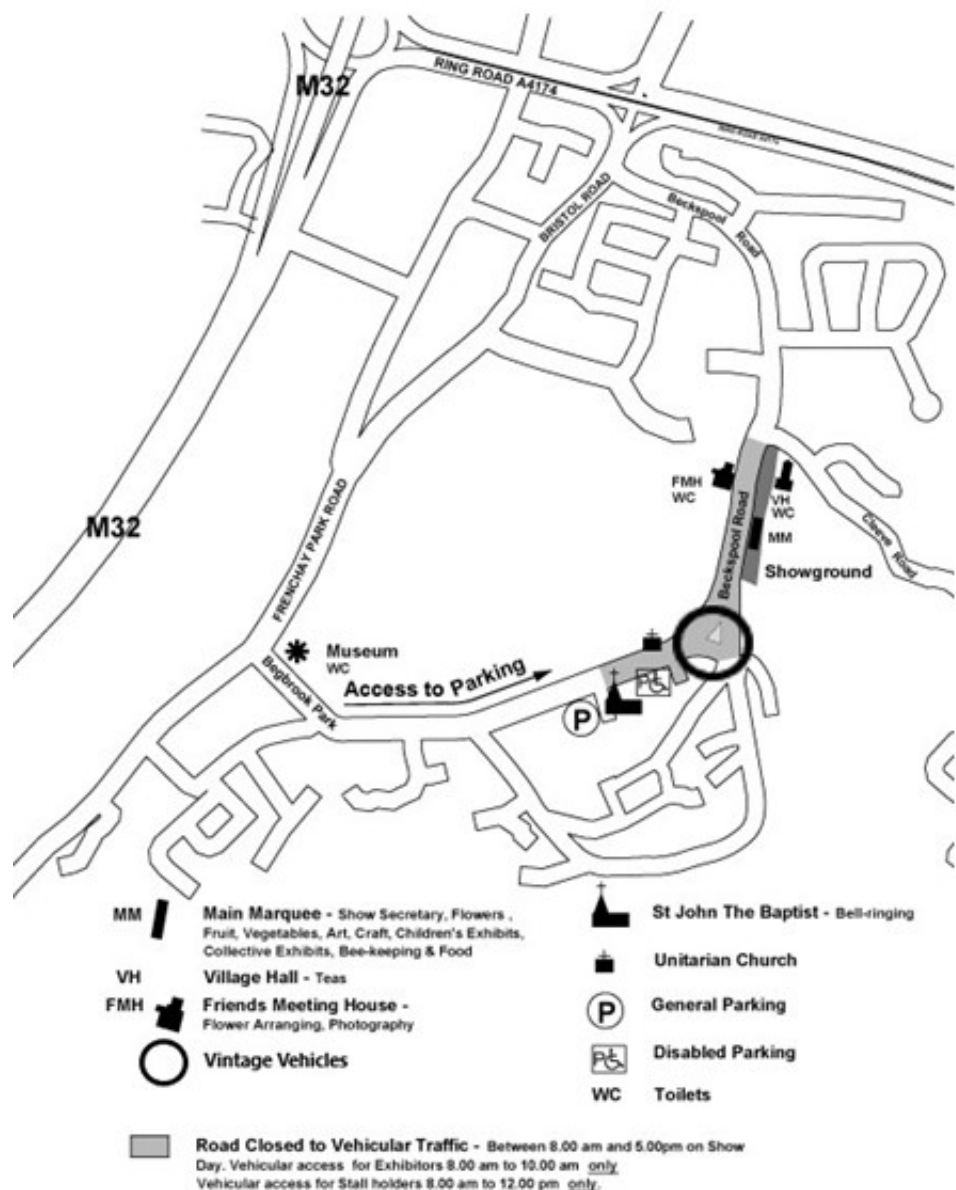 M32
RING ROAD A4174
BRISTOL ROAD
Beckspool
Road
M32
FRENCHAY PARK ROAD
FMH
WC
VH
WC
MM
Beckspool Road
Cleeve Road
Showground
Museum
WC
Begbrook Park
Access to Parking
P
P
MM Main Marquee - Show Secretary, Flowers ,
Fruit, Vegetables, Art, Craft, Children's Exhibits,
Collective Exhibits, Bee-keeping & Food
VH Village Hall - Teas
FMH Friends Meeting House -
Flower Arranging, Photography
Vintage Vehicles
St John The Baptist - Bell-ringing
Unitarian Church
P General Parking
P Disabled Parking
WC Toilets
Road Closed to Vehicular Traffic - Between 8.00 am and 5.00pm on Show
Day. Vehicular access for Exhibitors 8.00 am to 10.00 am only
Vehicular access for Stall holders 8.00 am to 12.00 pm only.